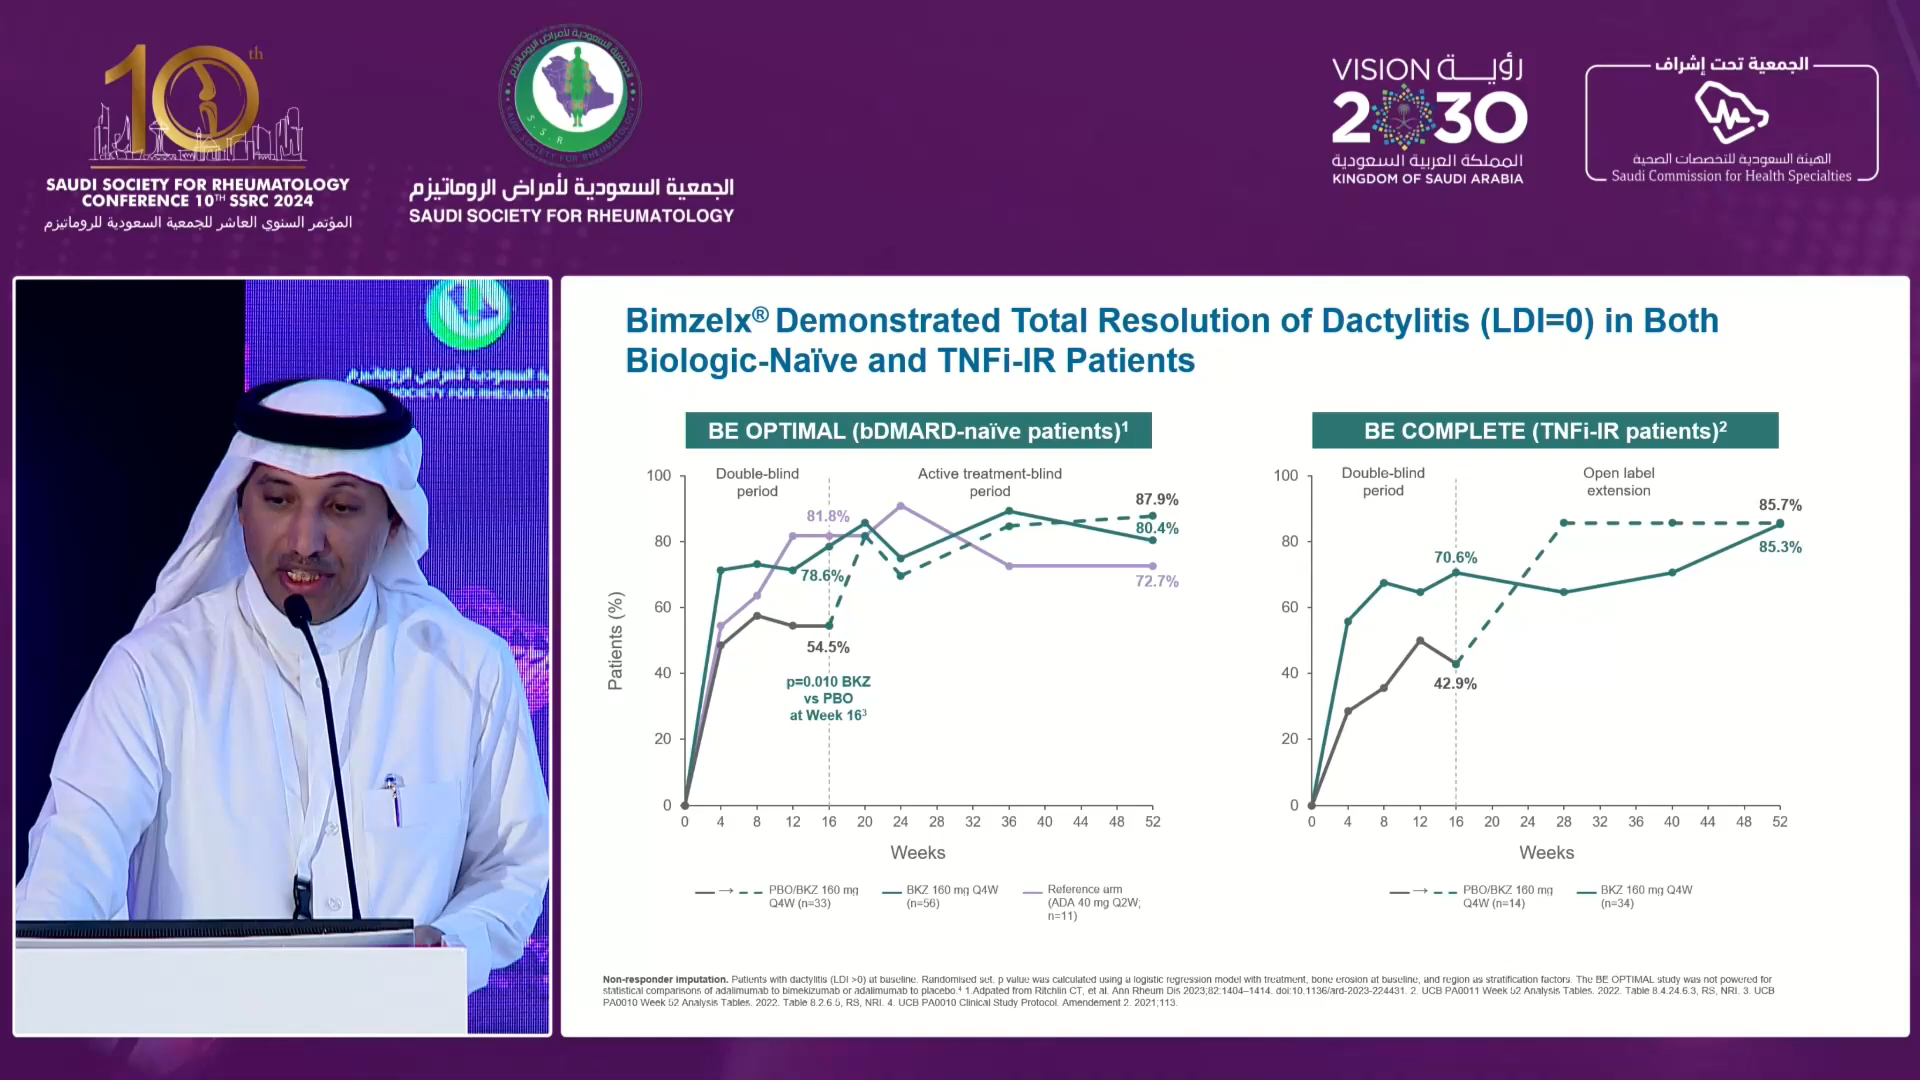 10th
SAUDI SOCIETY FOR RHEUMATOLOGY
CONFERENCE 10TH SSRC 2024
المؤتمر السنوي العاشر للجمعية السعودية للروماتيزم
الجمعية السعودية لأمراض الروماتيزم
S. S. R
SAUDI SOCIETY FOR RHEUMATOLOGY
الجمعية السعودية لأمراض الروماتيزم
SAUDI SOCIETY FOR RHEUMATOLOGY
VISION رؤيـــة
2030
المملكة العربية السعودية
KINGDOM OF SAUDI ARABIA
الجمعية تحت إشراف
الهيئة السعودية للتخصصات الصحية
Saudi Commission for Health Specialties
Bimzelx® Demonstrated Total Resolution of Dactylitis (LDI=0) in Both
Biologic-Naïve and TNFi-IR Patients
BE OPTIMAL (bDMARD-naïve patients)¹
Double-blind
period
Active treatment-blind
period
Patients (%)
100
80
60
40
20
0
81.8%
78.6%
54.5%
87.9%
80.4%
72.7%
p=0.010 BKZ
vs PBO
at Week 16³
0 4 8 12 16 20 24 28 32 36 40 44 48 52
Weeks
PBO/BKZ 160 mg
Q4W (n=33)
BKZ 160 mg Q4W
(n=56)
Reference arm
(ADA 40 mg Q2W;
n=11)
BE COMPLETE (TNFi-IR patients)²
Double-blind
period
Open label
extension
100
80
60
40
20
0
70.6%
42.9%
85.7%
85.3%
0 4 8 12 16 20 24 28 32 36 40 44 48 52
Weeks
PBO/BKZ 160 mg
Q4W (n=14)
BKZ 160 mg Q4W
(n=34)
Non-responder imputation. Patients with dactylitis (LDI >0) at baseline. Randomised set. p value was calculated using a logistic regression model with treatment, bone erosion at baseline, and region as stratification factors. The BE OPTIMAL study was not powered for
statistical comparisons of adalimumab to bimekizumab or adalimumab to placebo.⁴ 1.Adpated from Ritchlin CT, et al. Ann Rheum Dis 2023;82:1404–1414. doi:10.1136/ard-2023-224431. 2. UCB PA0011 Week 52 Analysis Tables. 2022. Table 8.4.24.6.3, RS, NRI. 3. UCB
PA0010 Week 52 Analysis Tables. 2022. Table 8.2.6.5, RS, NRI. 4. UCB PA0010 Clinical Study Protocol. Amendement 2. 2021;113.